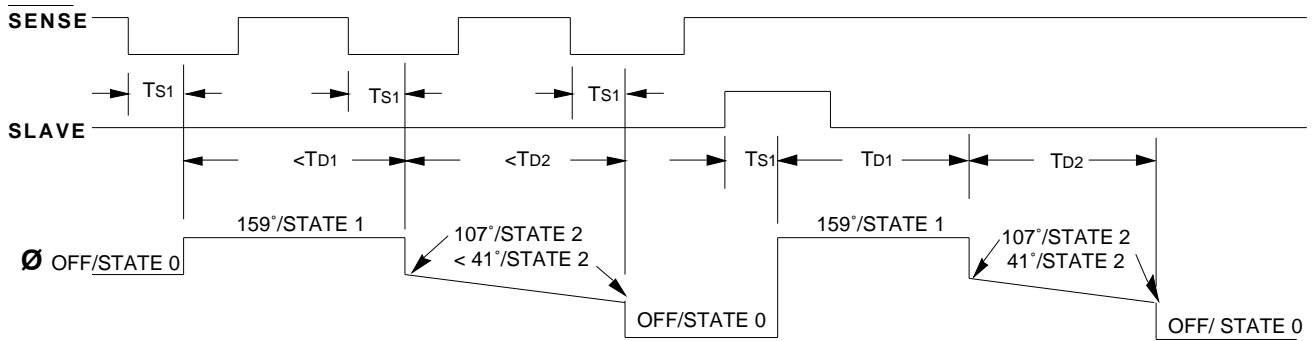 SENSE
TS1
TS1
TS1
SLAVE
<TD1
<TD2
TS1
TD1
TD2
159˚/STATE 1
159˚/STATE 1
107˚/STATE 2
< 41˚/STATE 2
107˚/STATE 2
41˚/STATE 2
Ø OFF/STATE 0
OFF/STATE 0
OFF/ STATE 0